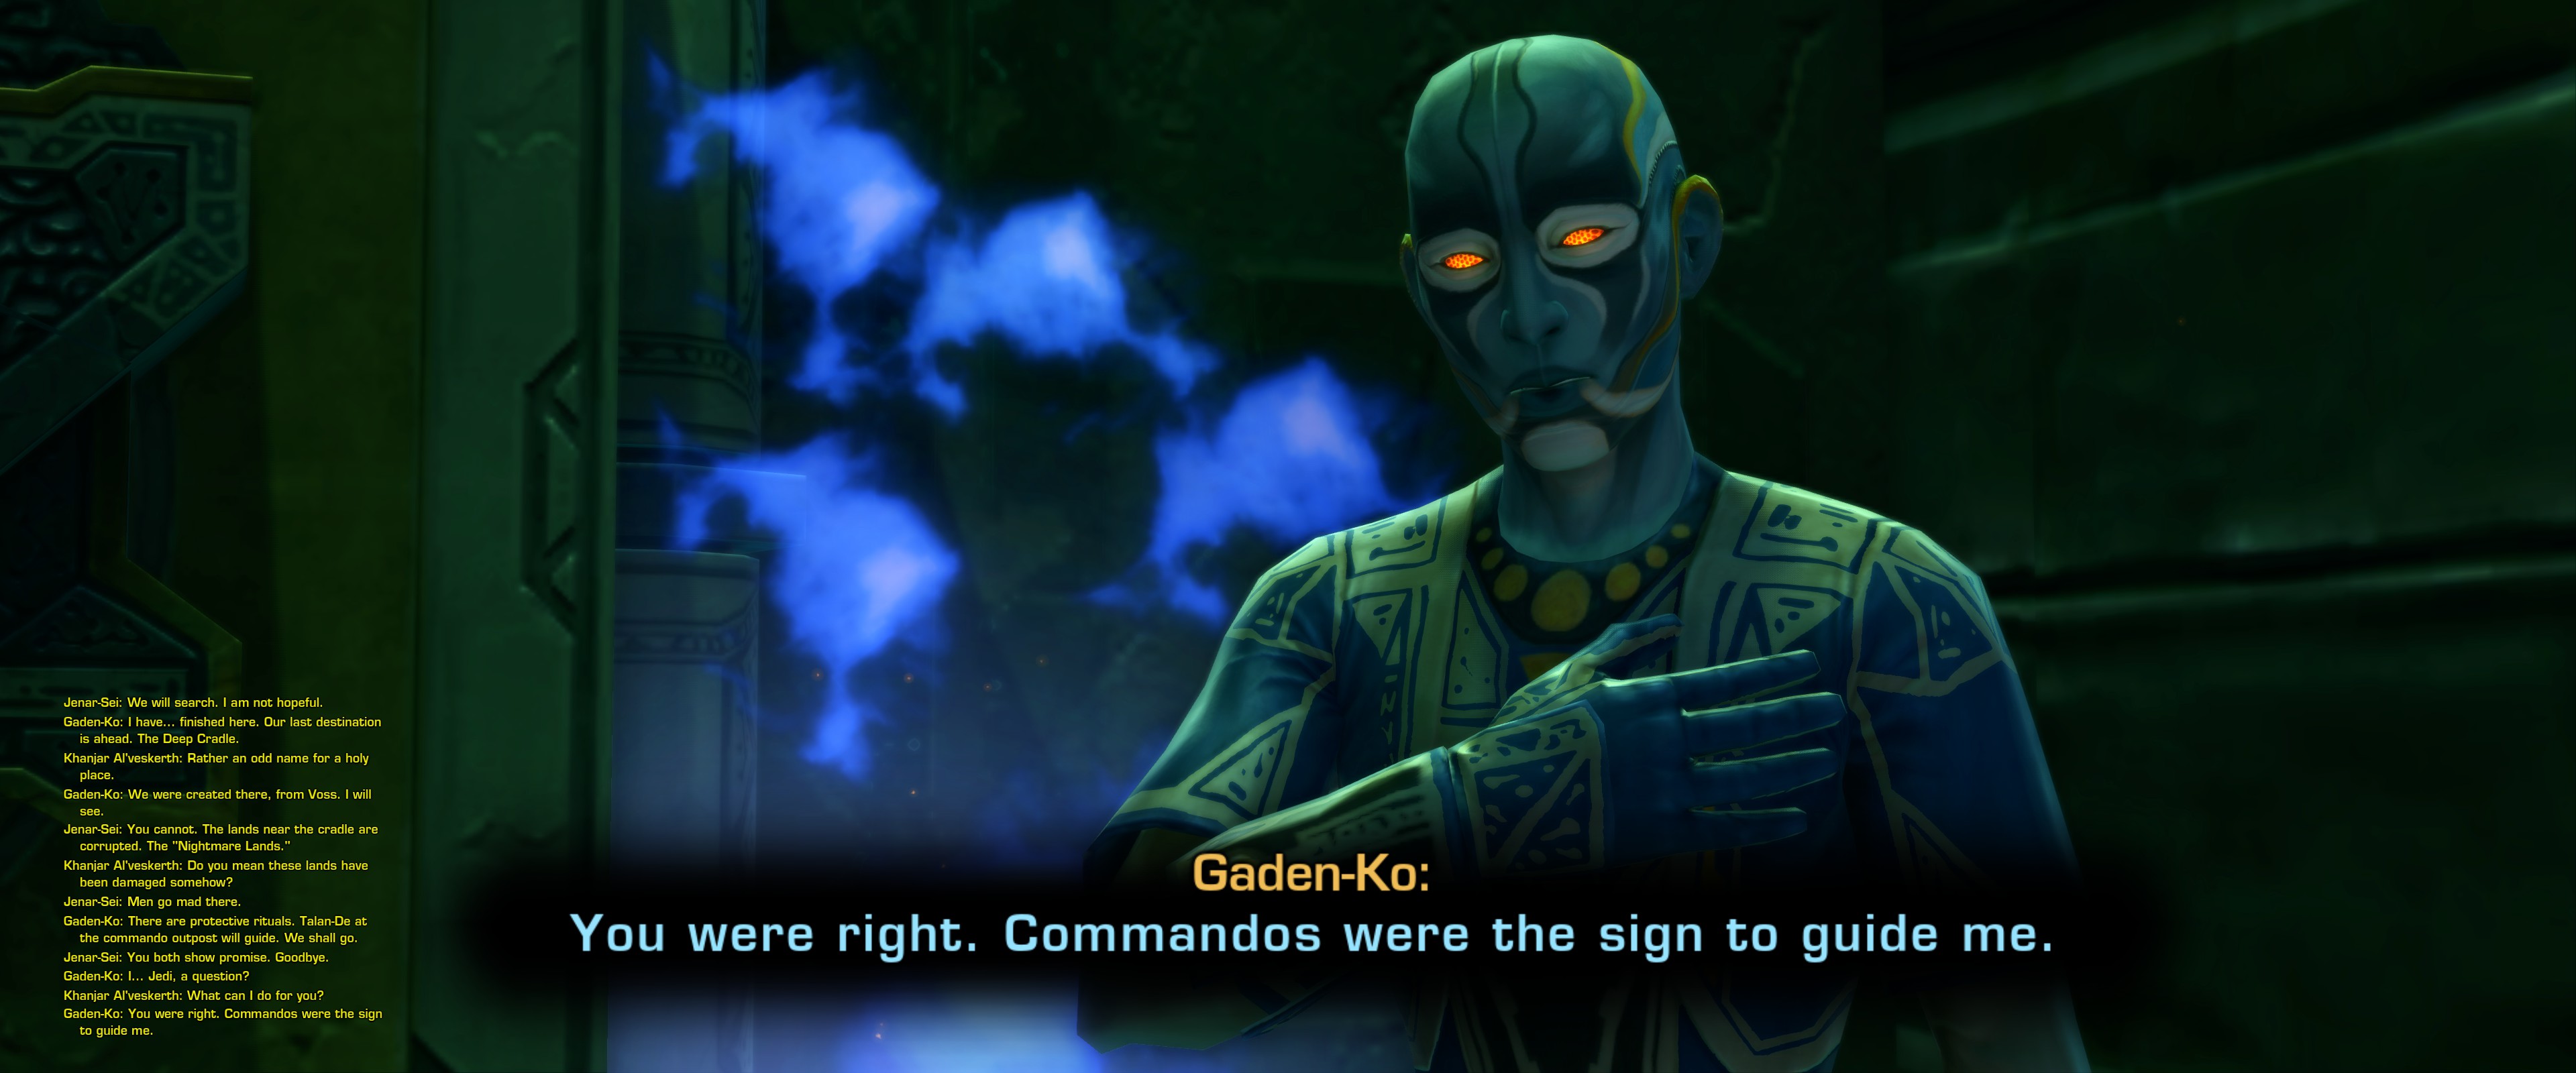 Jenar-Sei: We will search. I am not hopeful.
Gaden-Ko: I have... finished here. Our last destination
is ahead. The Deep Cradle.
Khanjar Al'veskerth: Rather an odd name for a holy
place.
Gaden-Ko: We were created there, from Voss. I will
see.
Jenar-Sei: You cannot. The lands near the cradle are
corrupted. The "Nightmare Lands."
Khanjar Al'veskerth: Do you mean these lands have
been damaged somehow?
Jenar-Sei: Men go mad there.
Gaden-Ko: There are protective rituals. Talan-De at
the commando outpost will guide. We shall go.
Jenar-Sei: You both show promise. Goodbye.
Gaden-Ko: I... Jedi, a question?
Khanjar Al'veskerth: What can I do for you?
Gaden-Ko: You were right. Commandos were the sign
to guide me.
Gaden-Ko:
You were right. Commandos were the sign to guide me.